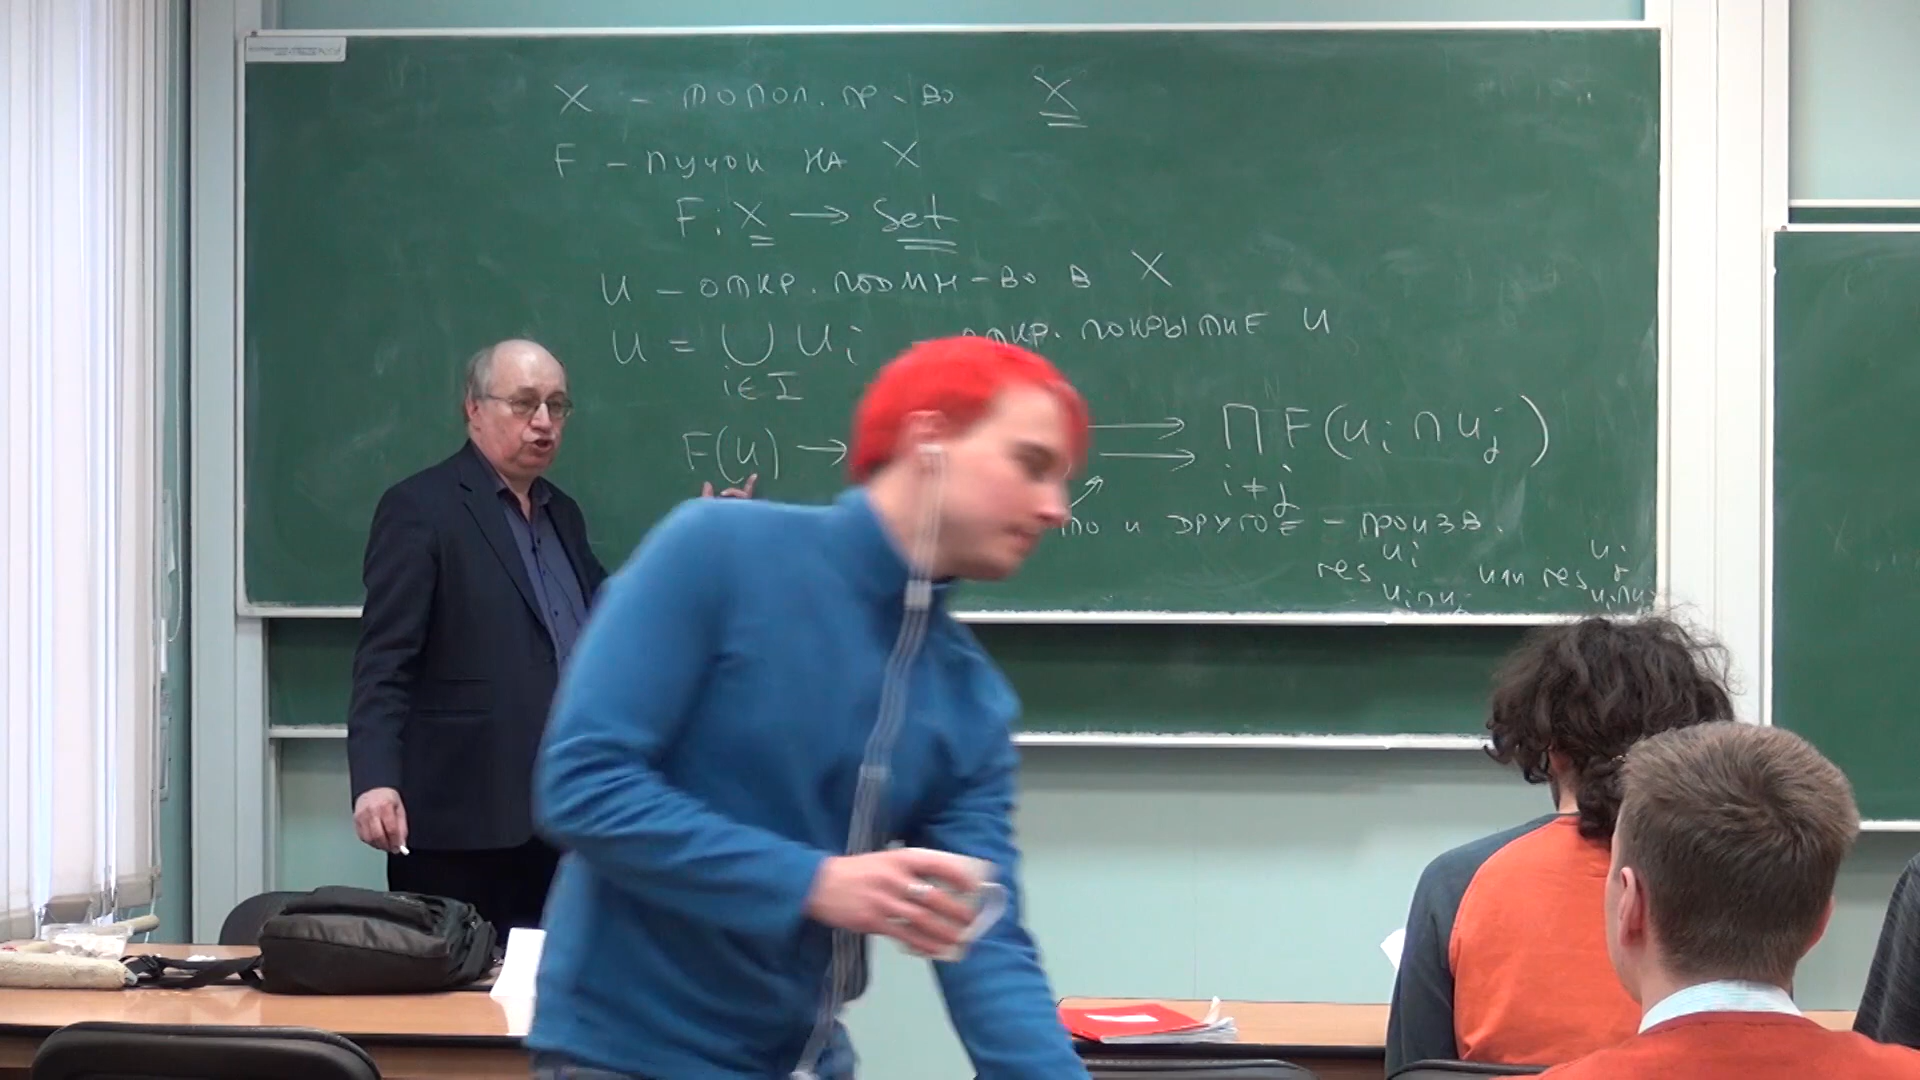 X – топол. пр-во X
F – пучок на X
F : X → Set
U – откр. подмн-во в X
U = ∪ Ui – откр. покрытие U
i ∈ I
F(U) → ⇉ ∏ F(Ui ∩ Uj)
i ≠ j
то и другое – произв.
res Ui Ui∩Uj или res Uj Ui∩Uj